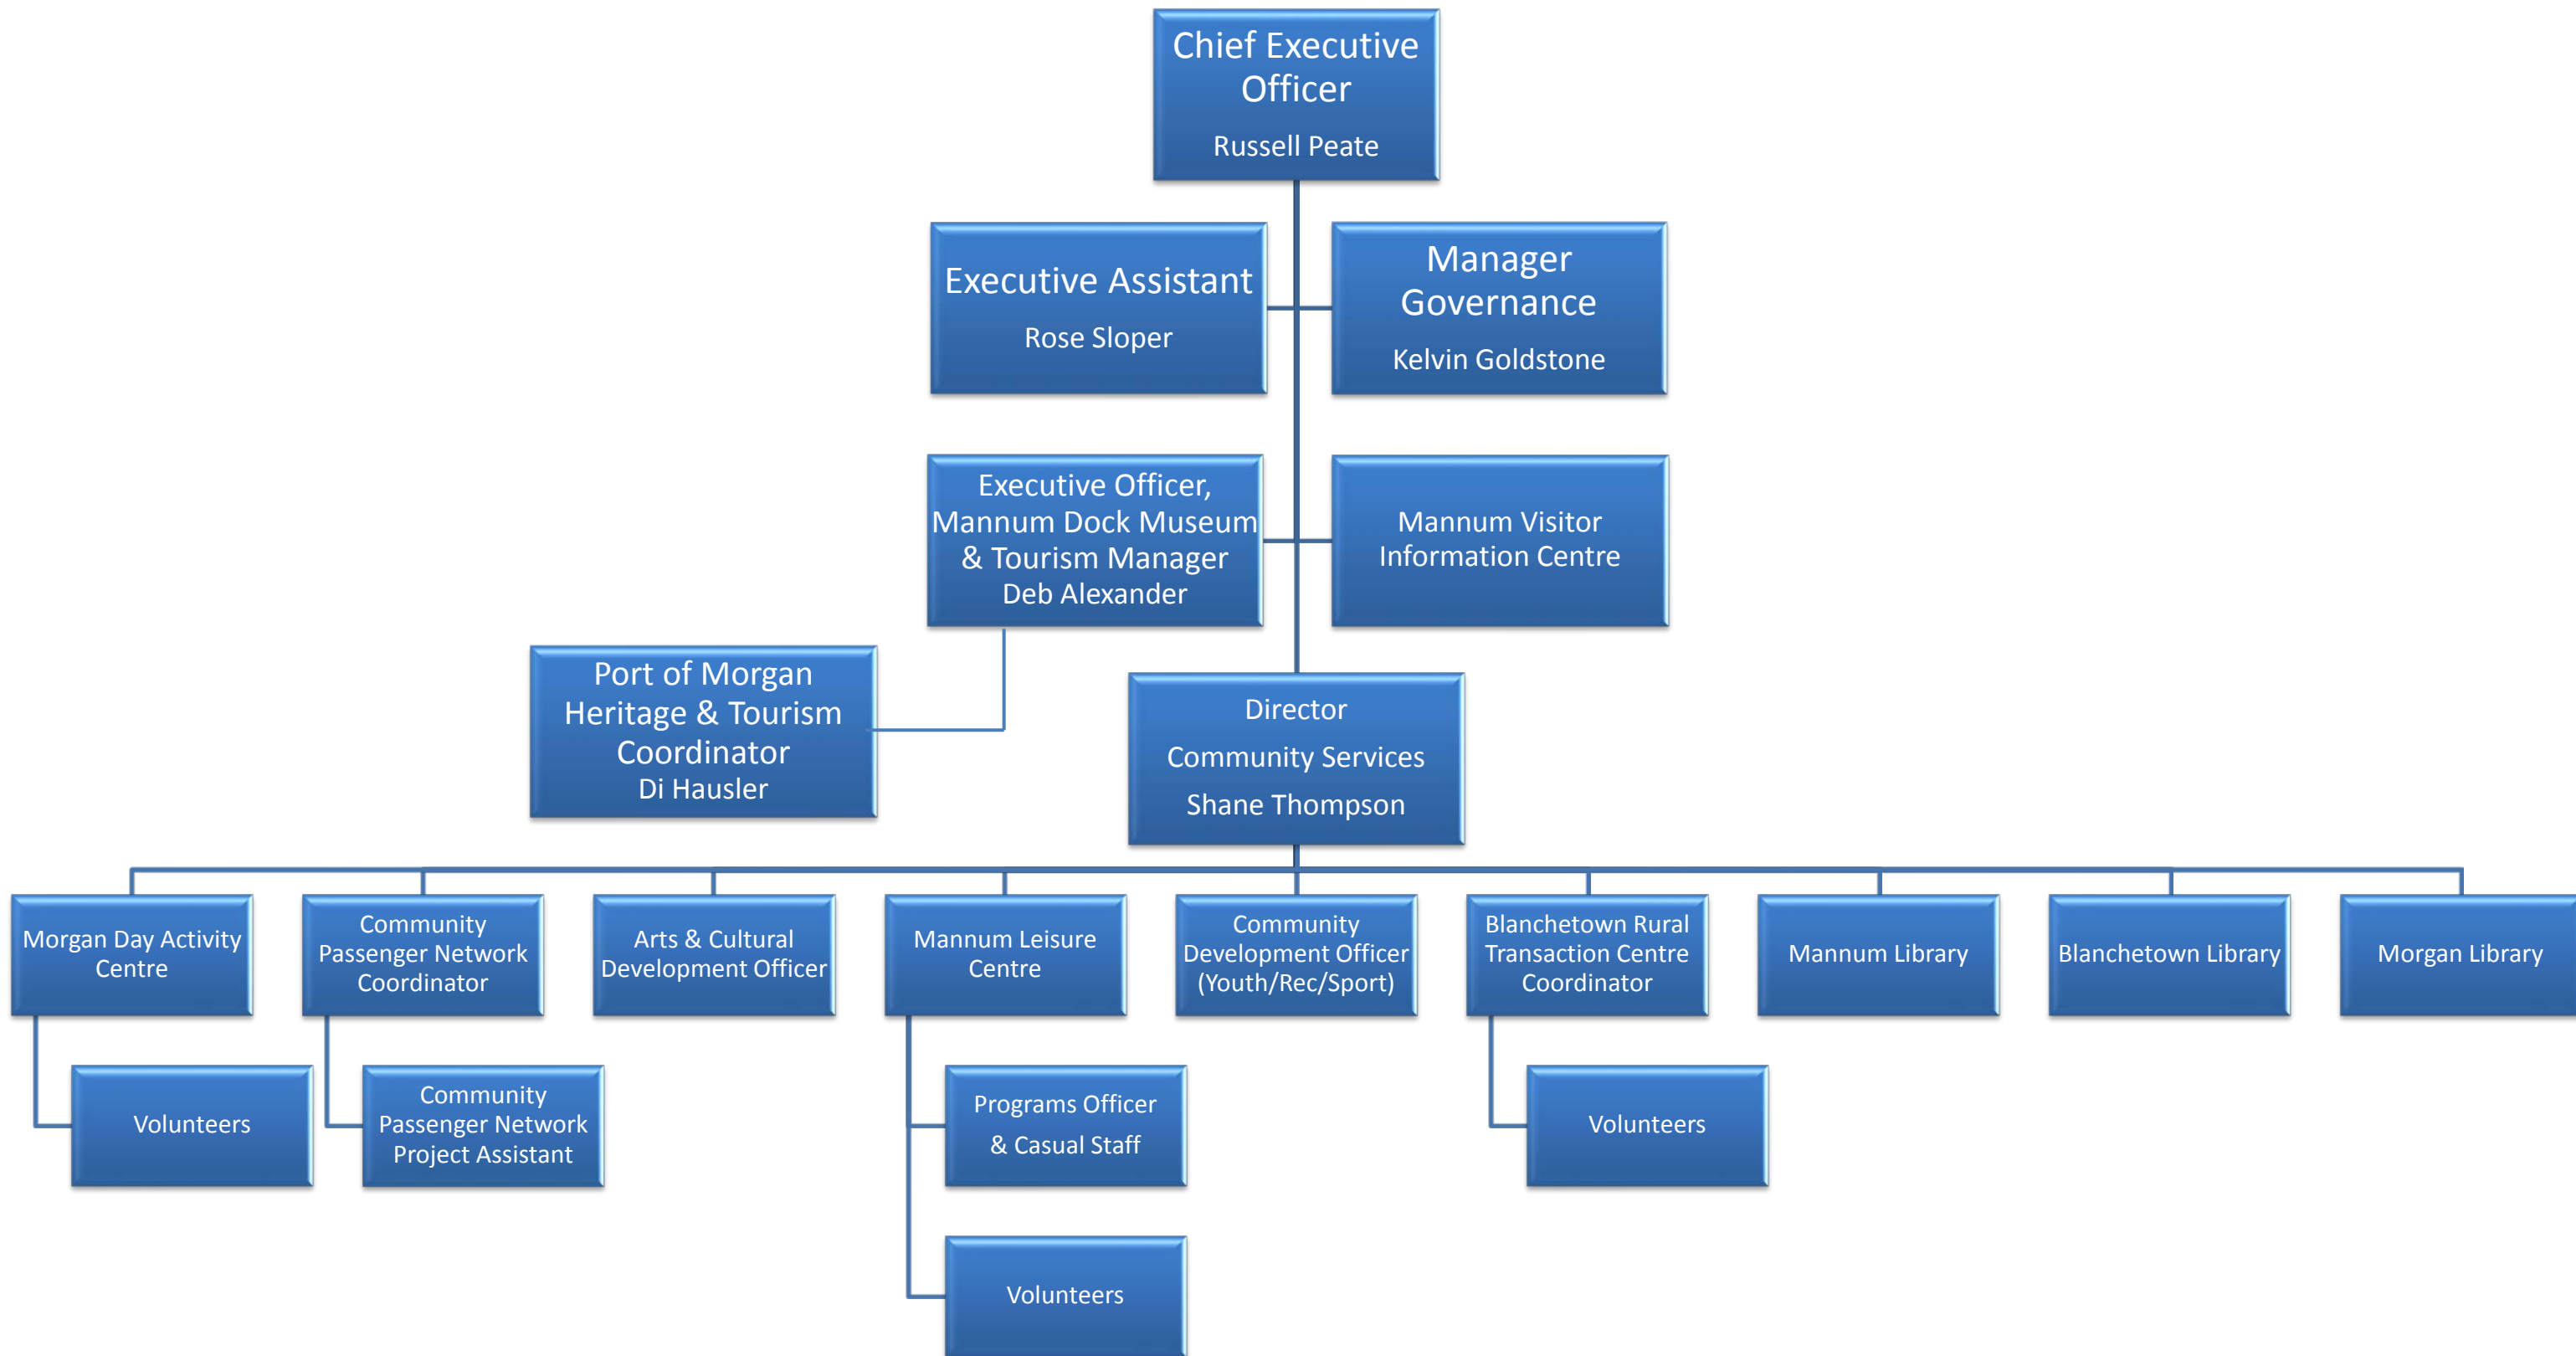 Chief Executive
Officer
Russell Peate
Executive Assistant
Rose Sloper
Manager
Governance
Kelvin Goldstone
Executive Officer,
Mannum Dock Museum
& Tourism Manager
Deb Alexander
Mannum Visitor
Information Centre
Port of Morgan
Heritage & Tourism
Coordinator
Di Hausler
Director
Community Services
Shane Thompson
Morgan Day Activity
Centre
Community
Passenger Network
Coordinator
Arts & Cultural
Development Officer
Mannum Leisure
Centre
Community
Development Officer
(Youth/Rec/Sport)
Blanchetown Rural
Transaction Centre
Coordinator
Mannum Library
Blanchetown Library
Morgan Library
Volunteers
Community
Passenger Network
Project Assistant
Programs Officer
& Casual Staff
Volunteers
Volunteers